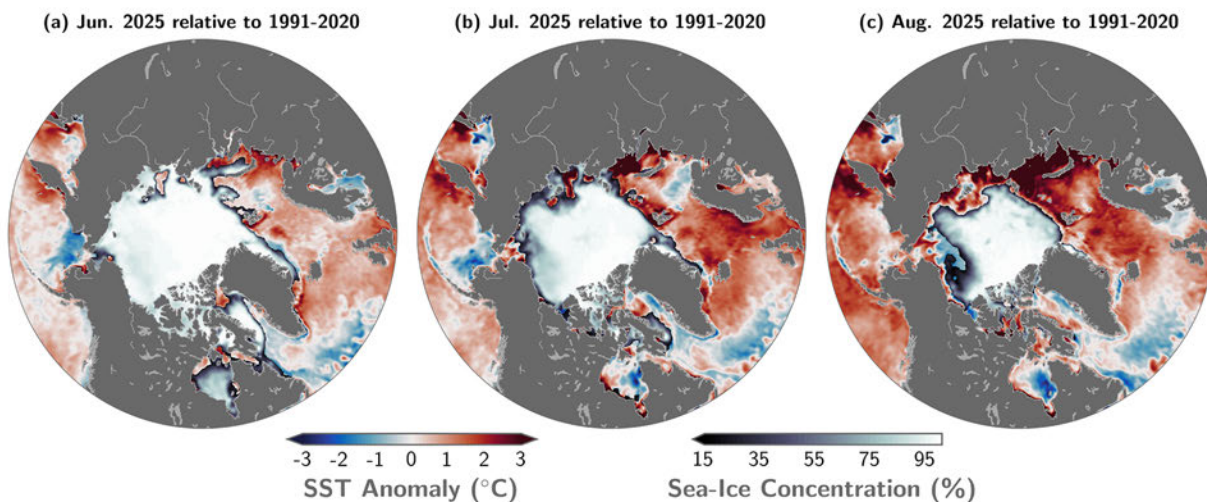 (a) Jun. 2025 relative to 1991-2020
(b) Jul. 2025 relative to 1991-2020
(c) Aug. 2025 relative to 1991-2020
-3 -2 -1 0 1 2 3
SST Anomaly (°C)
15 35 55 75 95
Sea-Ice Concentration (%)